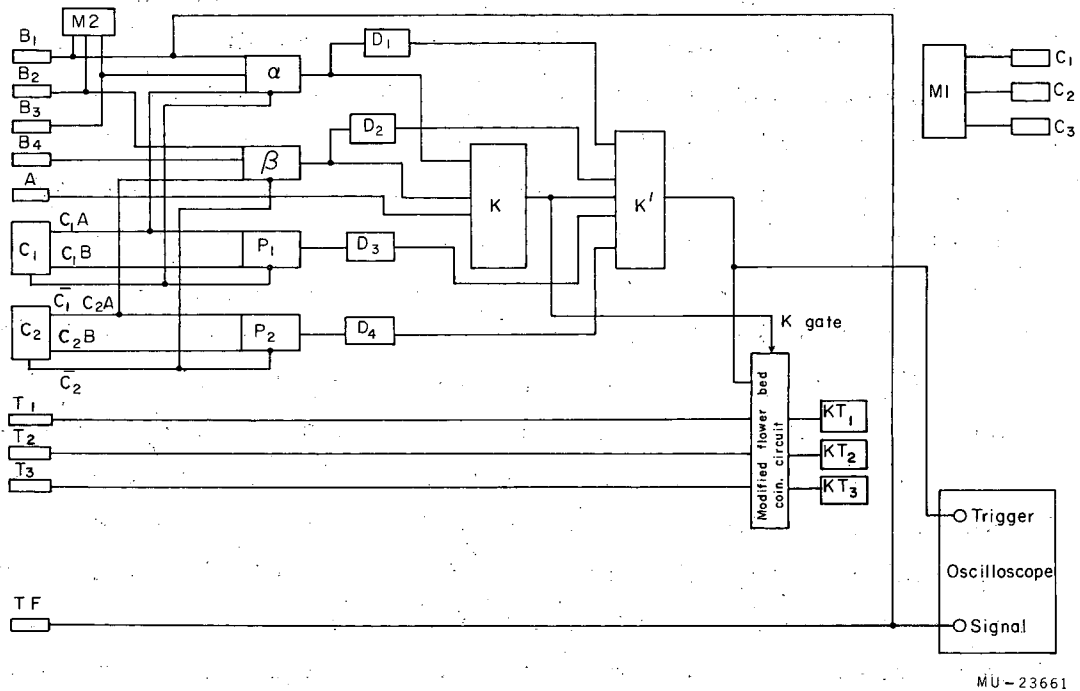 M2
B1
B2
B3
B4
A
α
β
D1
D2
K
K'
M1
C1
C2
C3
C1
C1A
C1B
C̄1
P1
D3
C2
C2A
C2B
C̄2
P2
D4
K gate
T1
T2
T3
Modified flower bed
coin. circuit
KT1
KT2
KT3
Trigger
Oscilloscope
Signal
TF
MU-23661